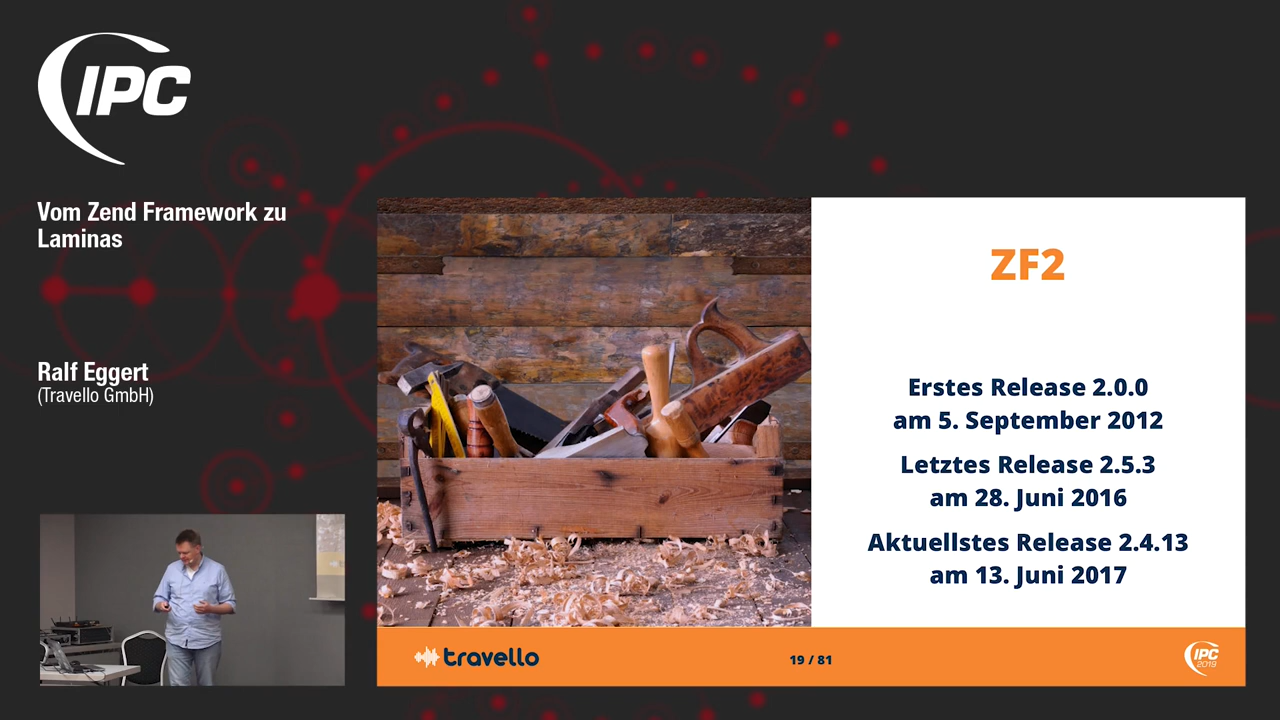 IPC
Vom Zend Framework zu
Laminas
Ralf Eggert
(Travello GmbH)
ZF2
Erstes Release 2.0.0
am 5. September 2012
Letztes Release 2.5.3
am 28. Juni 2016
Aktuellstes Release 2.4.13
am 13. Juni 2017
travello
19 / 81
IPC
2019